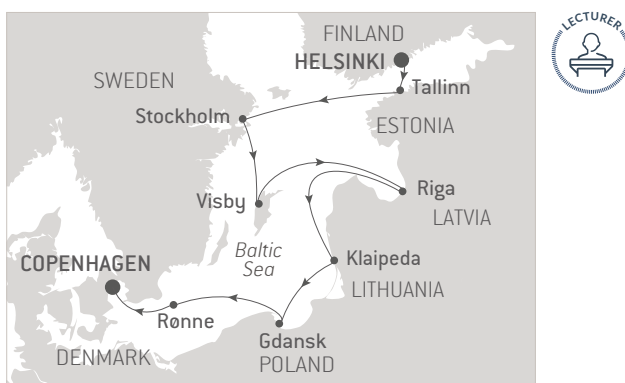 FINLAND
HELSINKI
Tallinn
SWEDEN
Stockholm
ESTONIA
Visby
Riga
LATVIA
Baltic
Sea
Klaipeda
LITHUANIA
COPENHAGEN
Rønne
Gdansk
POLAND
DENMARK
LECTURER